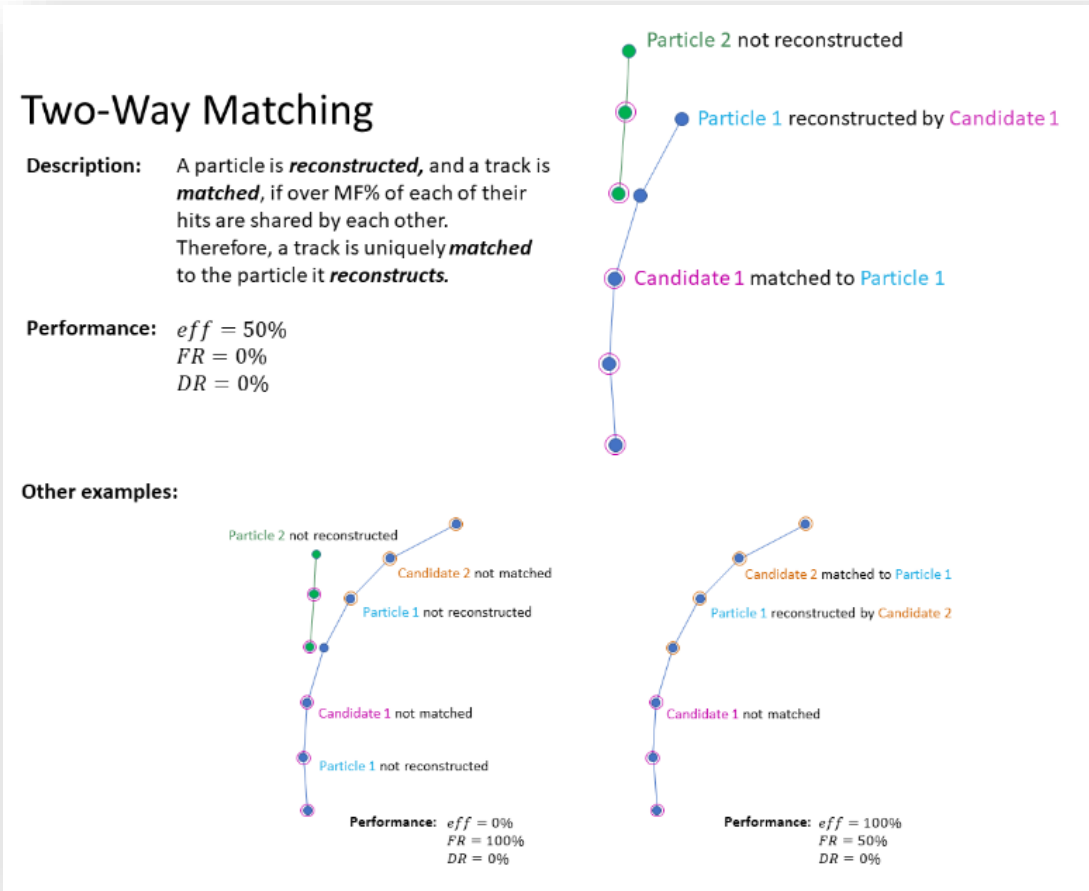 Particle 2 not reconstructed
Two-Way Matching
Particle 1 reconstructed by Candidate 1
Description: A particle is reconstructed, and a track is
matched, if over MF% of each of their
hits are shared by each other.
Therefore, a track is uniquely matched
to the particle it reconstructs.
Candidate 1 matched to Particle 1
Performance: eff = 50%
FR = 0%
DR = 0%
Other examples:
Particle 2 not reconstructed
Candidate 2 not matched
Particle 1 not reconstructed
Candidate 1 not matched
Particle 1 not reconstructed
Performance: eff = 0%
FR = 100%
DR = 0%
Candidate 2 matched to Particle 1
Particle 1 reconstructed by Candidate 2
Candidate 1 not matched
Performance: eff = 100%
FR = 50%
DR = 0%